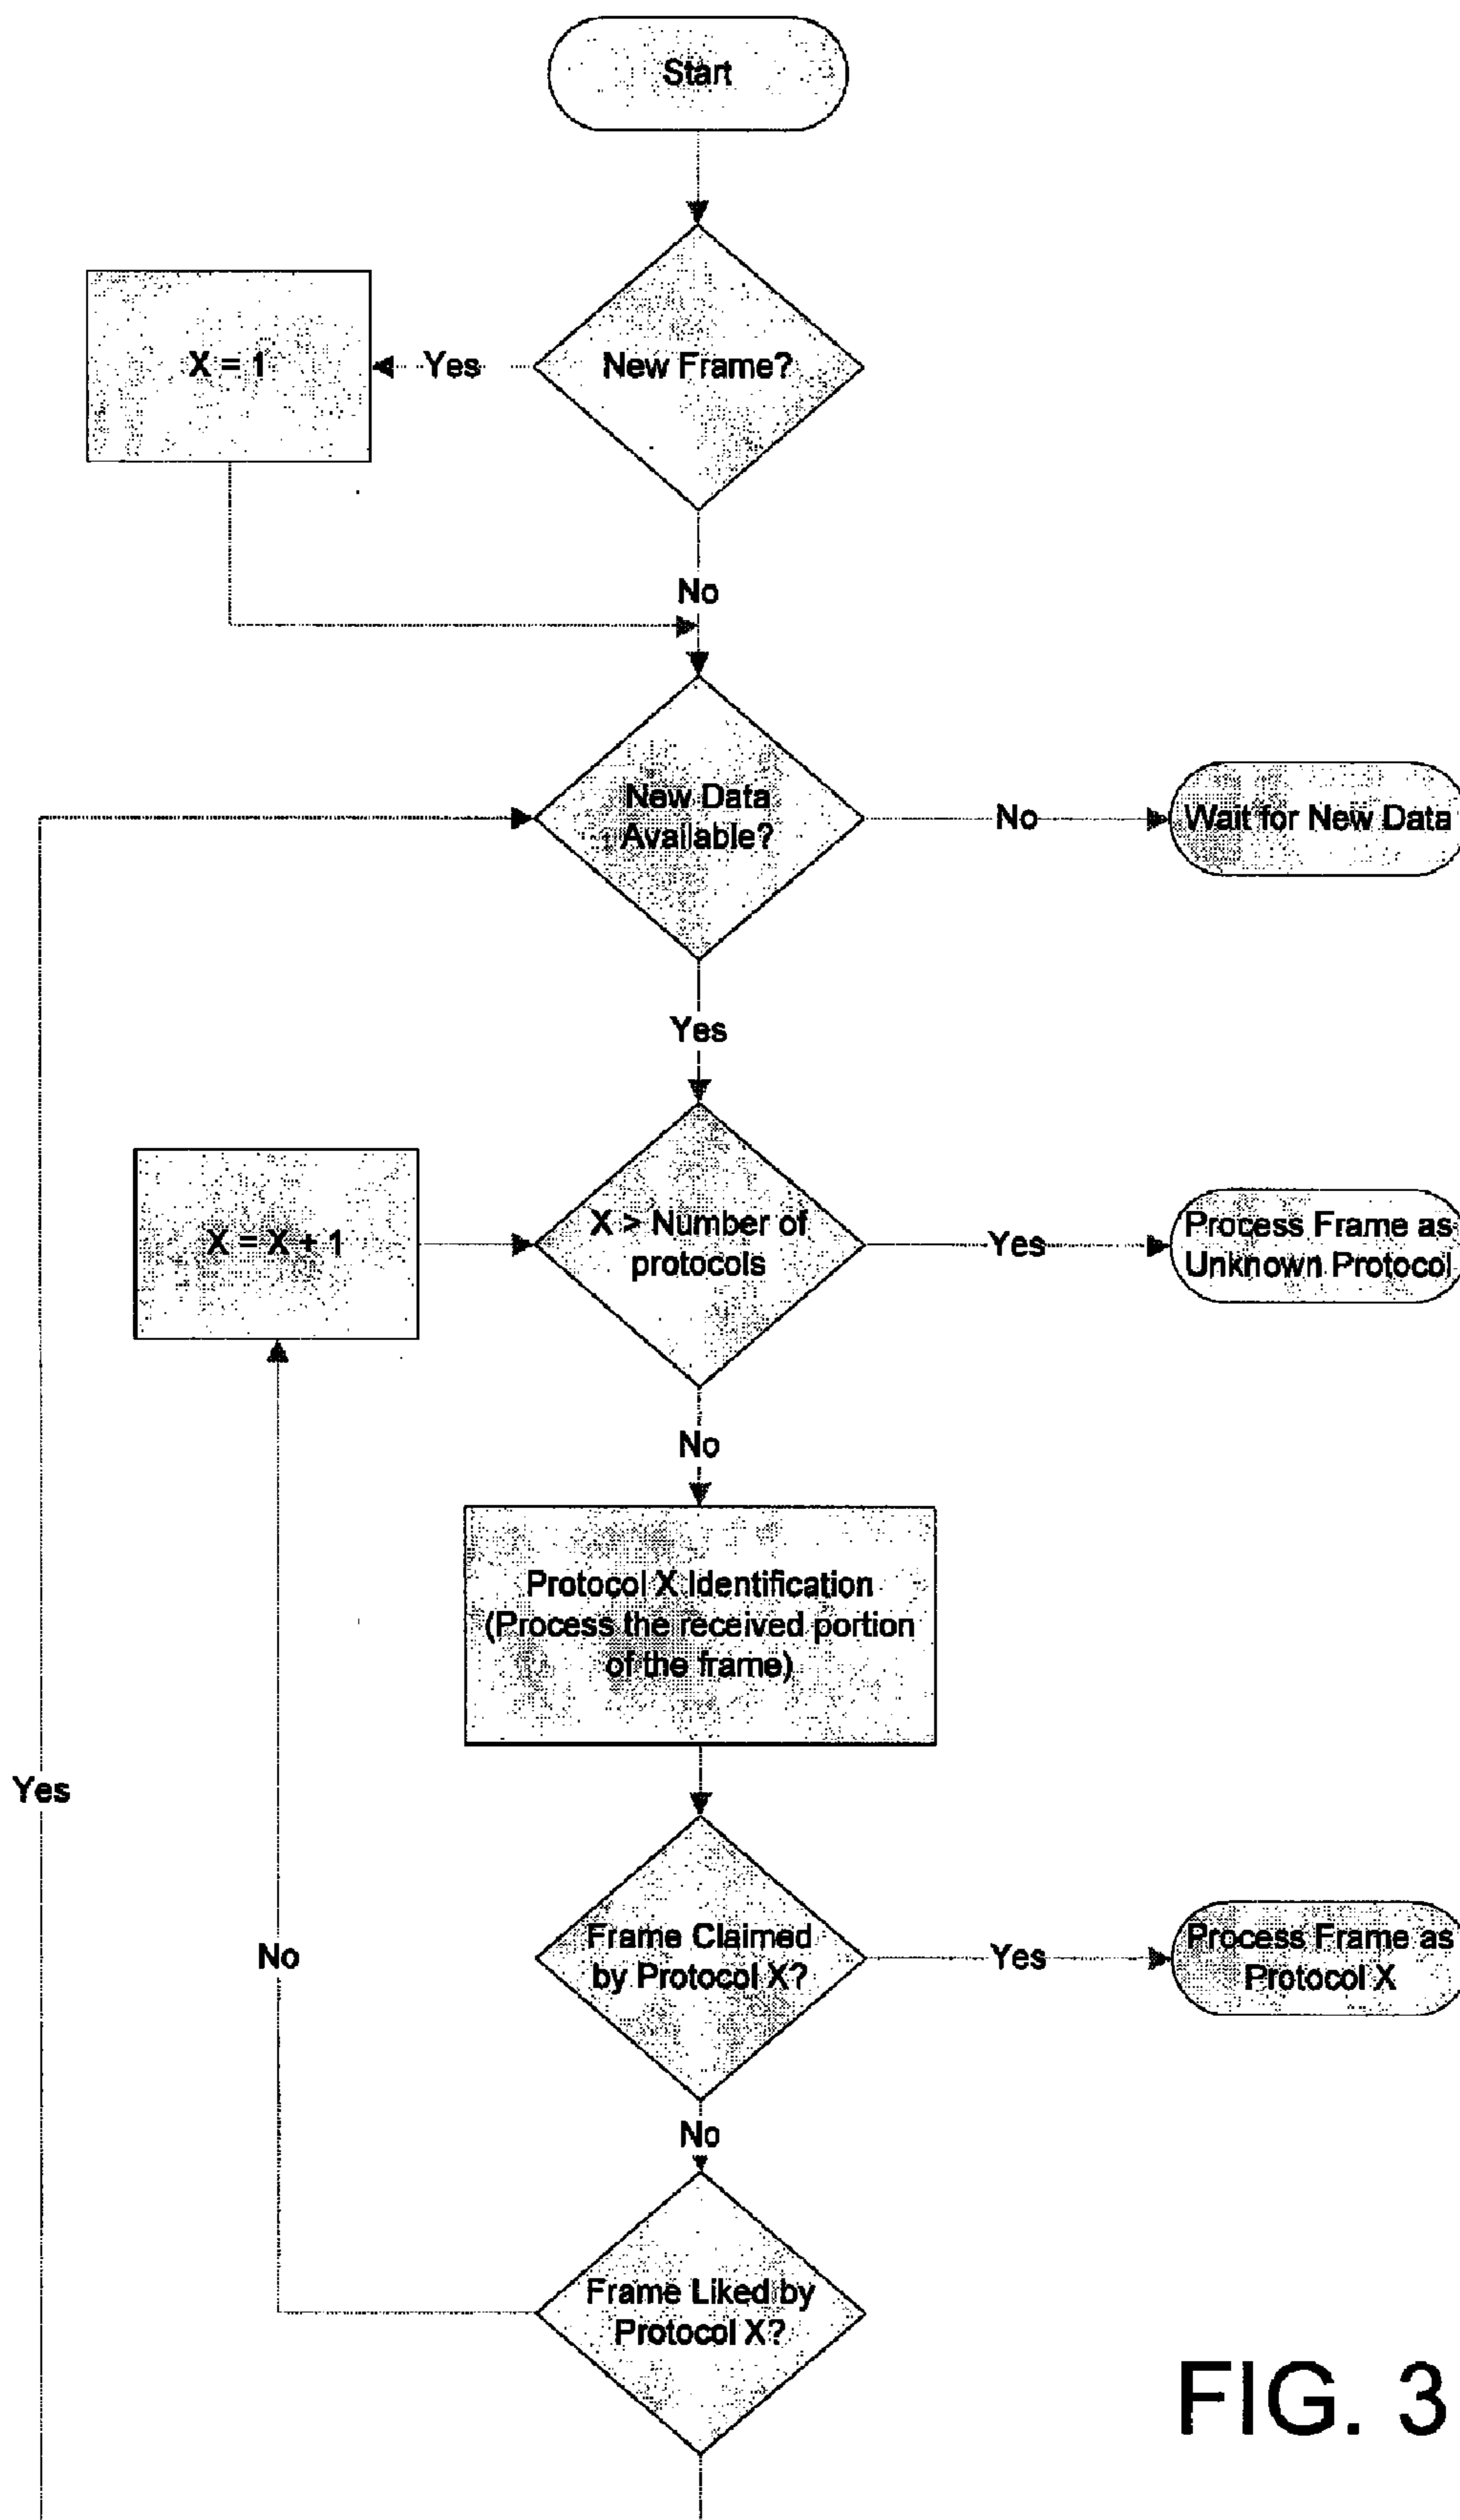 Start
New Frame?
Yes
X = 1
No
New Data
Available?
No
Wait for New Data
Yes
X > Number of
protocols
X = X + 1
Yes
Process Frame as
Unknown Protocol
No
Protocol X Identification
(Process the received portion
of the frame)
Yes
Frame Claimed
by Protocol X?
Yes
Process Frame as
Protocol X
No
No
Frame Liked by
Protocol X?
FIG. 3